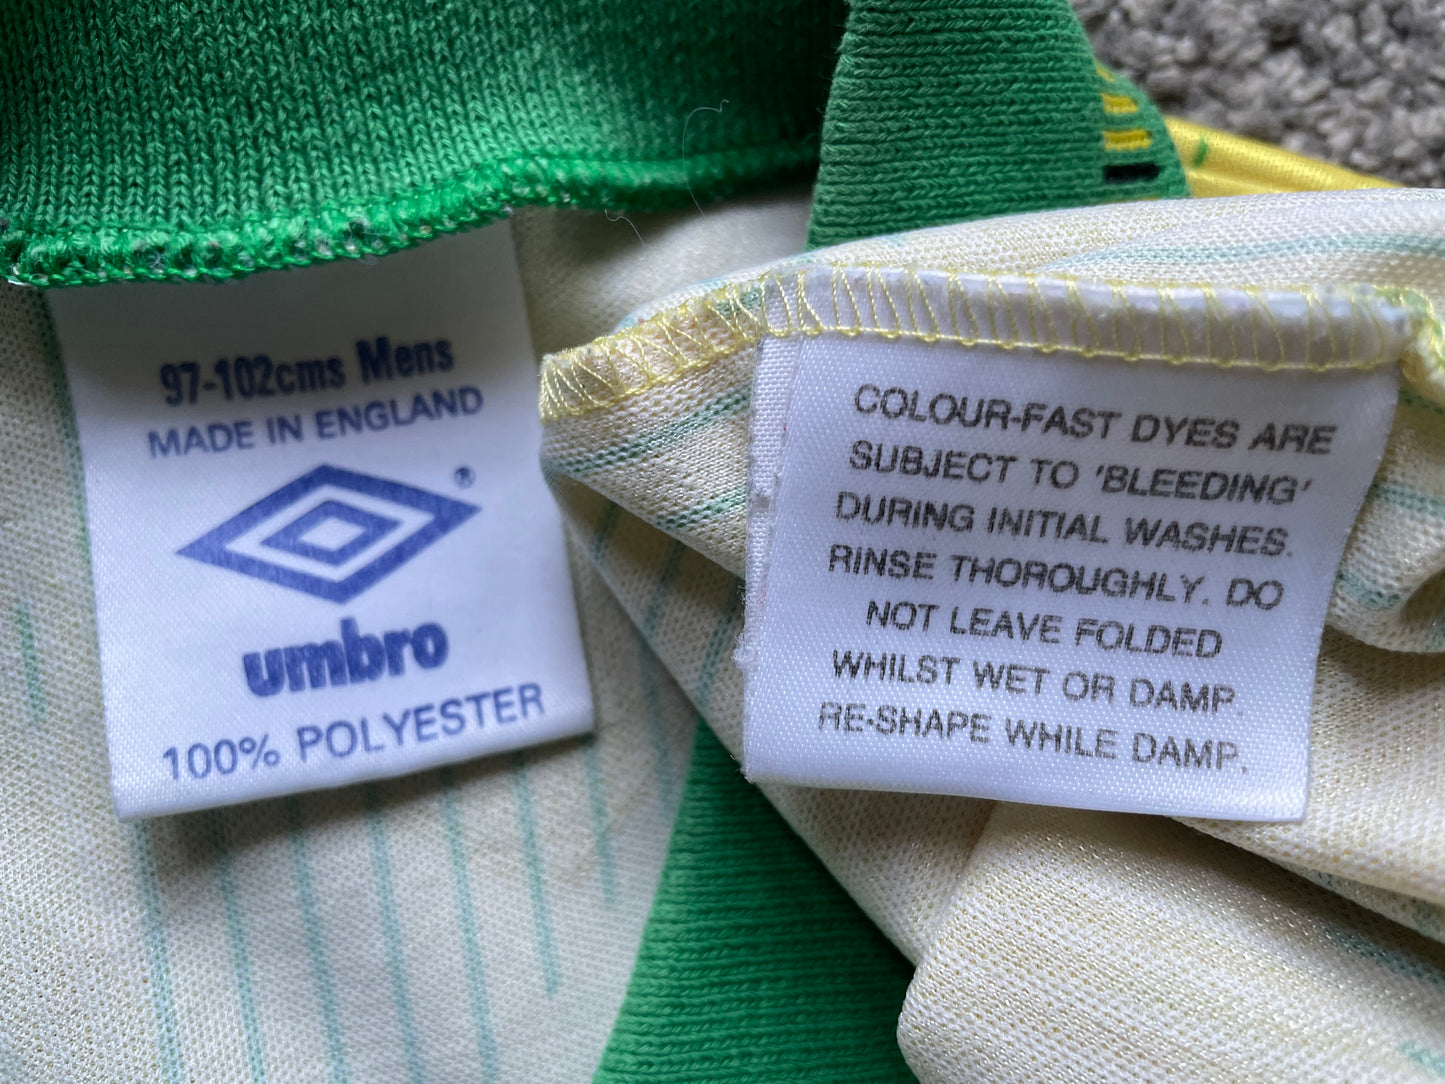 97-102cms Mens
MADE IN ENGLAND
®
umbro
100% POLYESTER
COLOUR-FAST DYES ARE
SUBJECT TO 'BLEEDING'
DURING INITIAL WASHES.
RINSE THOROUGHLY. DO
NOT LEAVE FOLDED
WHILST WET OR DAMP.
RE-SHAPE WHILE DAMP.